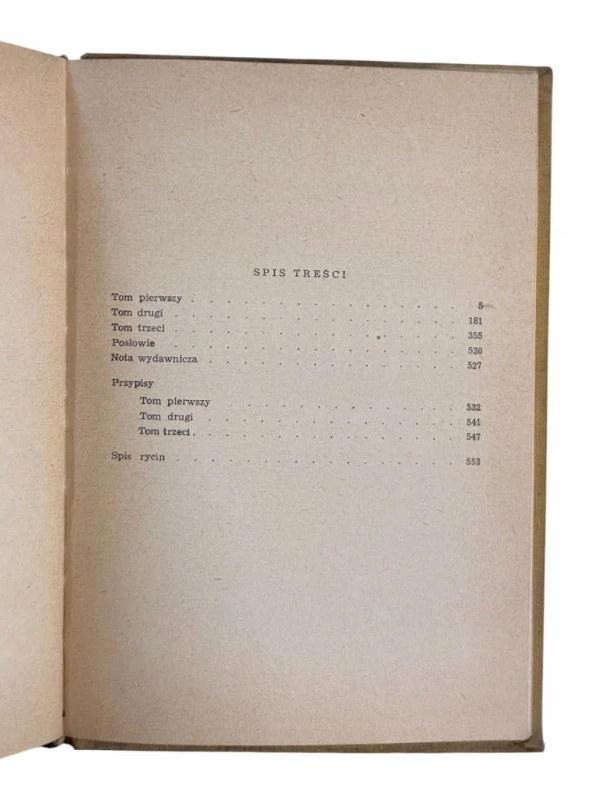 SPIS TREŚCI
Tom pierwszy . . . . . . . . . . . . . . . . . 5
Tom drugi . . . . . . . . . . . . . . . . . . 181
Tom trzeci . . . . . . . . . . . . . . . . . . 355
Posłowie . . . . . . . . . . . . . . . . . . 520
Nota wydawnicza . . . . . . . . . . . . . . . . 527
Przypisy
Tom pierwszy . . . . . . . . . . . . . . . 532
Tom drugi . . . . . . . . . . . . . . . . 541
Tom trzeci . . . . . . . . . . . . . . . . 547
Spis rycin . . . . . . . . . . . . . . . . . . 553